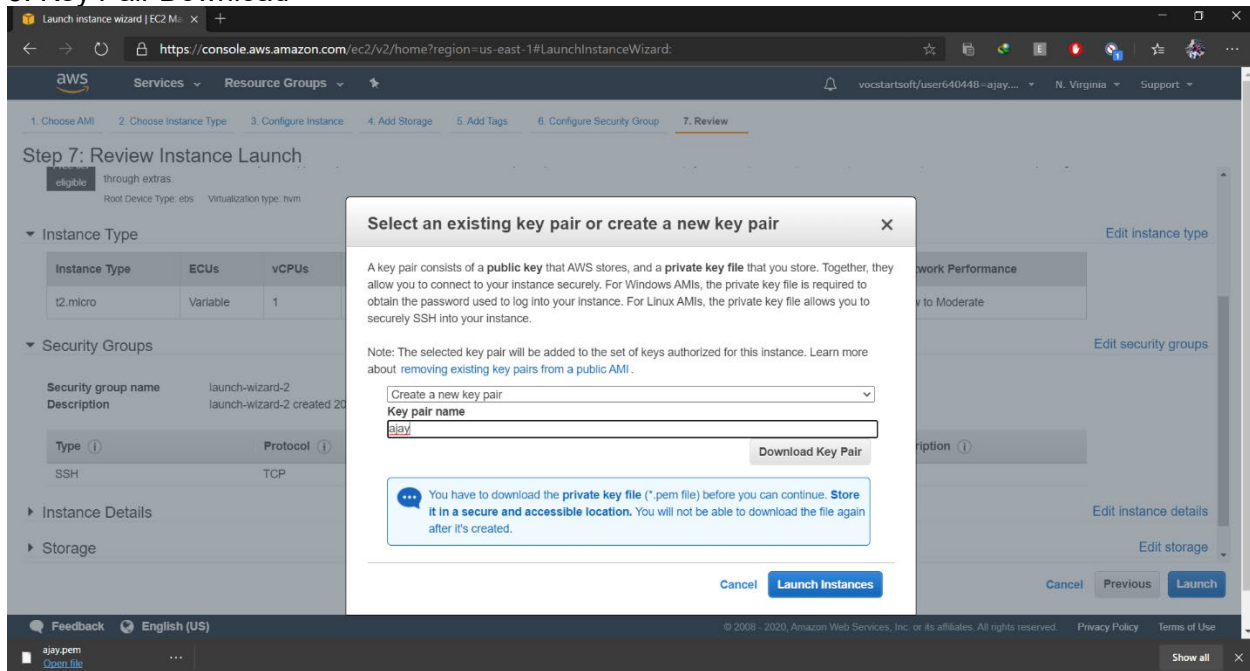 Launch instance wizard | EC2 Ma
https://console.aws.amazon.com/ec2/v2/home?region=us-east-1#LaunchInstanceWizard:
aws Services Resource Groups vocstartsoft/user640448=ajay.... N. Virginia Support
1. Choose AMI 2. Choose Instance Type 3. Configure Instance 4. Add Storage 5. Add Tags 6. Configure Security Group 7. Review
Step 7: Review Instance Launch
eligible through extras.
Root Device Type: ebs Virtualization type: hvm
Select an existing key pair or create a new key pair
A key pair consists of a public key that AWS stores, and a private key file that you store. Together, they
allow you to connect to your instance securely. For Windows AMIs, the private key file is required to
obtain the password used to log into your instance. For Linux AMIs, the private key file allows you to
securely SSH into your instance.
Note: The selected key pair will be added to the set of keys authorized for this instance. Learn more
about removing existing key pairs from a public AMI .
Create a new key pair
Key pair name
ajay
Download Key Pair
You have to download the private key file (*.pem file) before you can continue. Store
it in a secure and accessible location. You will not be able to download the file again
after it's created.
Cancel Launch Instances
Instance Type Edit instance type
Instance Type ECUs vCPUs work Performance
t2.micro Variable 1 to Moderate
Security Groups Edit security groups
Security group name launch-wizard-2
Description launch-wizard-2 created 20
Type Protocol ription
SSH TCP
Instance Details Edit instance details
Storage Edit storage
Cancel Previous Launch
Feedback English (US) © 2008 - 2020, Amazon Web Services, Inc. or its affiliates. All rights reserved. Privacy Policy Terms of Use
ajay.pem
Open file
Show all